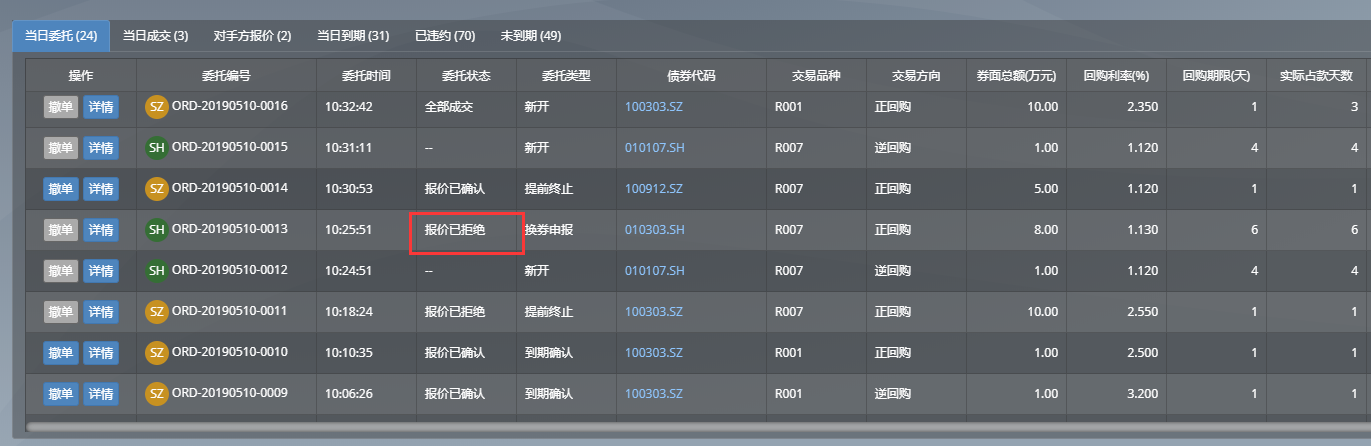 当日委托 (24) 当日成交 (3) 对手方报价 (2) 当日到期 (31) 已违约 (70) 未到期 (49)
操作 委托编号 委托时间 委托状态 委托类型 债券代码 交易品种 交易方向 券面总额(万元) 回购利率(%) 回购期限(天) 实际占款天数
撤单 详情 SZ ORD-20190510-0016 10:32:42 全部成交 新开 100303.SZ R001 正回购 10.00 2.350 1 3
撤单 详情 SH ORD-20190510-0015 10:31:11 -- 新开 010107.SH R007 逆回购 1.00 1.120 4 4
撤单 详情 SZ ORD-20190510-0014 10:30:53 报价已确认 提前终止 100912.SZ R007 正回购 5.00 1.120 1 1
撤单 详情 SH ORD-20190510-0013 10:25:51 报价已拒绝 换券申报 010303.SH R007 正回购 8.00 1.130 6 6
撤单 详情 SH ORD-20190510-0012 10:24:51 -- 新开 010107.SH R007 逆回购 1.00 1.120 4 4
撤单 详情 SZ ORD-20190510-0011 10:18:24 报价已拒绝 提前终止 100303.SZ R007 正回购 10.00 2.550 1 1
撤单 详情 SZ ORD-20190510-0010 10:10:35 报价已确认 到期确认 100303.SZ R001 正回购 1.00 2.500 1 1
撤单 详情 SZ ORD-20190510-0009 10:06:26 报价已确认 到期确认 100303.SZ R001 逆回购 1.00 3.200 1 1